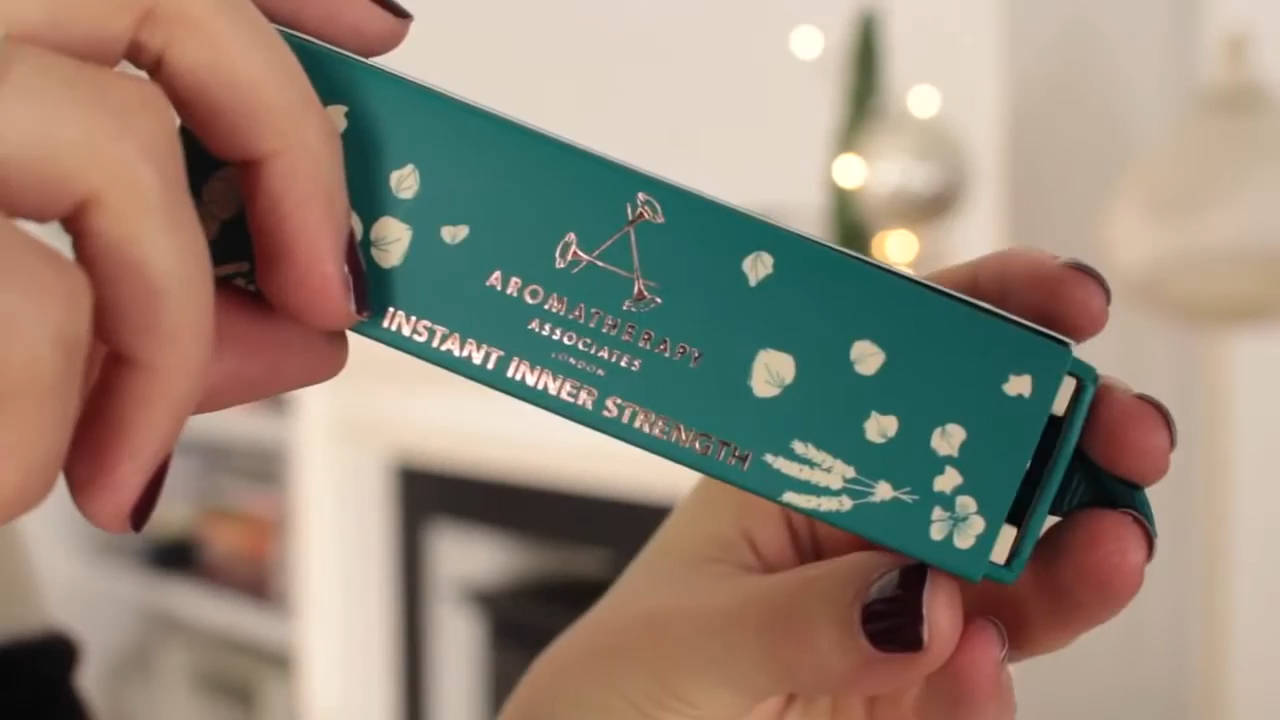 AROMATHERAPY
ASSOCIATES
LONDON
INSTANT INNER STRENGTH